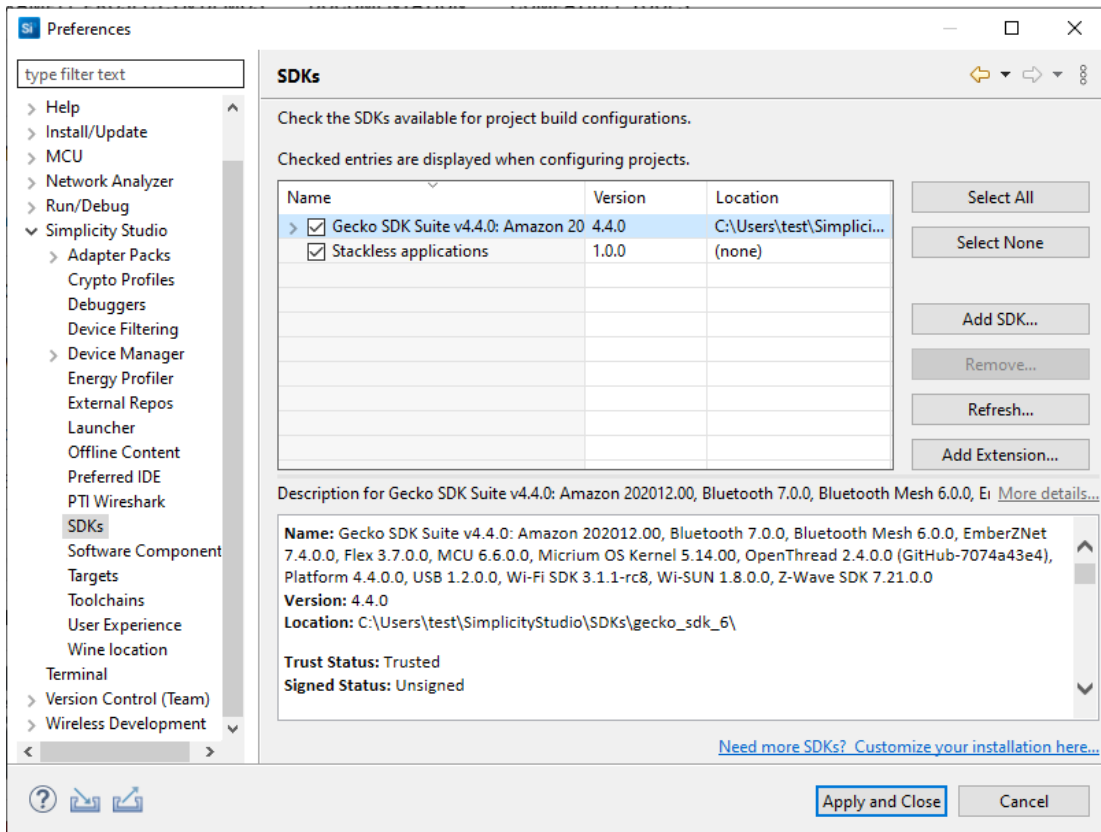 Si Preferences
type filter text
Help
Install/Update
MCU
Network Analyzer
Run/Debug
Simplicity Studio
Adapter Packs
Crypto Profiles
Debuggers
Device Filtering
Device Manager
Energy Profiler
External Repos
Launcher
Offline Content
Preferred IDE
PTI Wireshark
SDKs
Software Component
Targets
Toolchains
User Experience
Wine location
Terminal
Version Control (Team)
Wireless Development
SDKs
Check the SDKs available for project build configurations.
Checked entries are displayed when configuring projects.
Name Version Location
Gecko SDK Suite v4.4.0: Amazon 20 4.4.0 C:\Users\test\Simplici...
Stackless applications 1.0.0 (none)
Select All
Select None
Add SDK...
Remove...
Refresh...
Add Extension...
Description for Gecko SDK Suite v4.4.0: Amazon 202012.00, Bluetooth 7.0.0, Bluetooth Mesh 6.0.0, Ei More details...
Name: Gecko SDK Suite v4.4.0: Amazon 202012.00, Bluetooth 7.0.0, Bluetooth Mesh 6.0.0, EmberZNet
7.4.0.0, Flex 3.7.0.0, MCU 6.6.0.0, Micrium OS Kernel 5.14.00, OpenThread 2.4.0.0 (GitHub-7074a43e4),
Platform 4.4.0.0, USB 1.2.0.0, Wi-Fi SDK 3.1.1-rc8, Wi-SUN 1.8.0.0, Z-Wave SDK 7.21.0.0
Version: 4.4.0
Location: C:\Users\test\SimplicityStudio\SDKs\gecko_sdk_6\
Trust Status: Trusted
Signed Status: Unsigned
Need more SDKs? Customize your installation here...
?
Apply and Close
Cancel